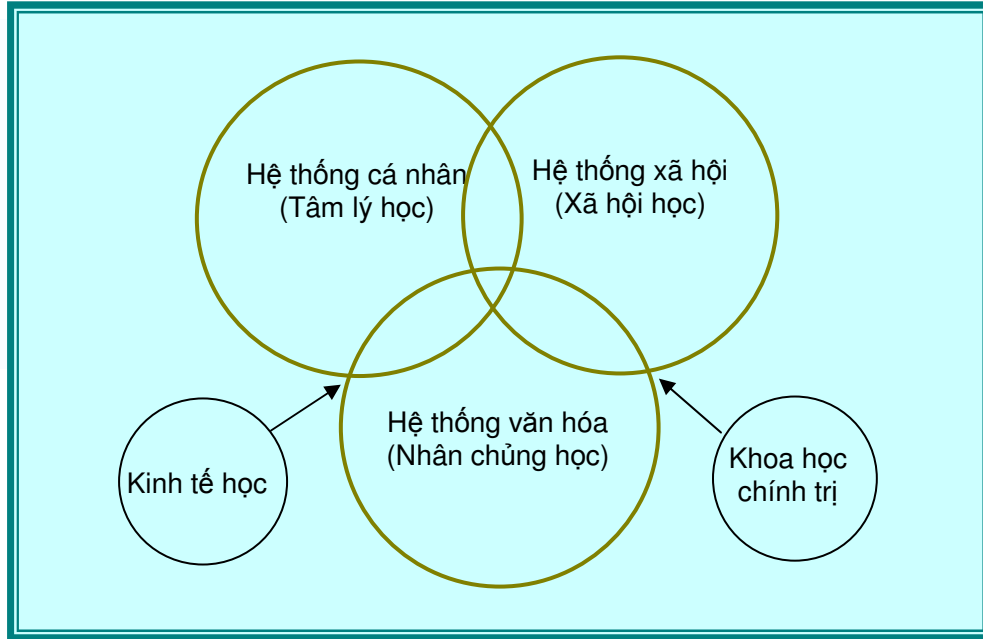 Hệ thống cá nhân
(Tâm lý học)
Hệ thống xã hội
(Xã hội học)
Hệ thống văn hóa
(Nhân chủng học)
Kinh tế học
Khoa học
chính trị